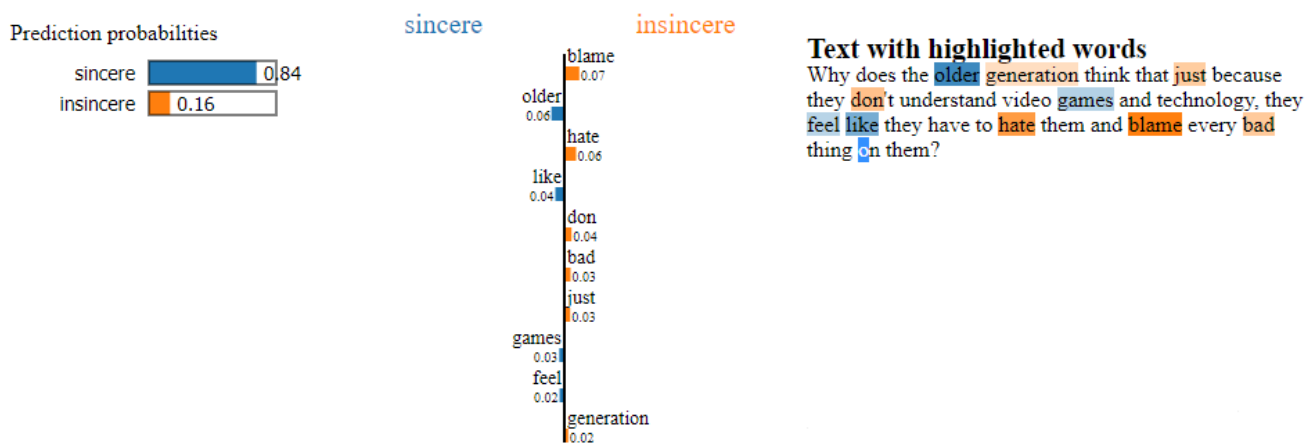 Prediction probabilities
sincere 0.84
insincere 0.16
sincere insincere
blame
0.07
older
0.06
hate
0.06
like
0.04
don
0.04
bad
0.03
just
0.03
games
0.03
feel
0.02
generation
0.02
Text with highlighted words
Why does the older generation think that just because
they don't understand video games and technology, they
feel like they have to hate them and blame every bad
thing on them?